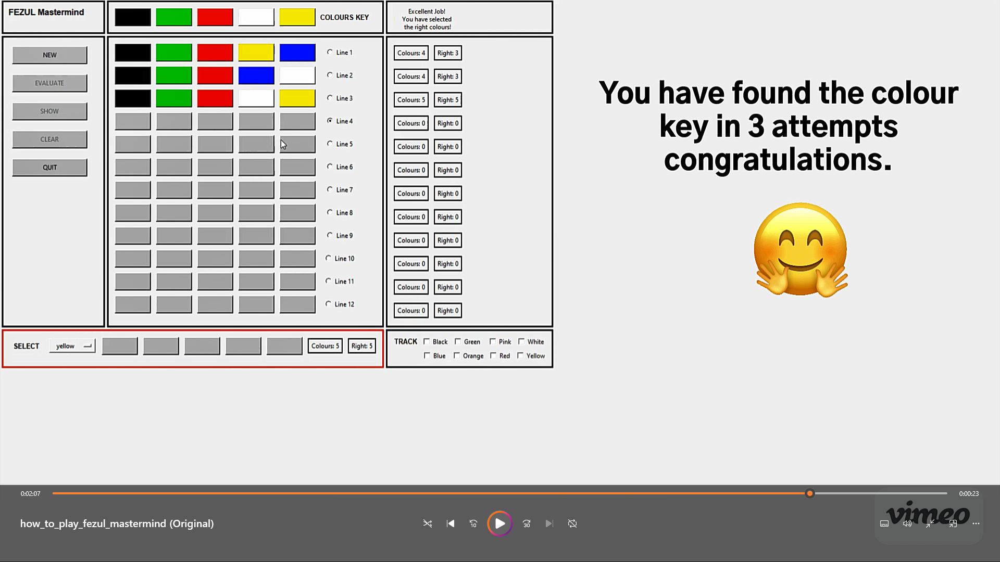 FEZUL Mastermind
COLOURS KEY
Excellent Job!
You have selected
the right colours!
NEW
EVALUATE
SHOW
CLEAR
QUIT
Line 1
Line 2
Line 3
Line 4
Line 5
Line 6
Line 7
Line 8
Line 9
Line 10
Line 11
Line 12
Colours: 4 Right: 3
Colours: 4 Right: 3
Colours: 5 Right: 5
Colours: 0 Right: 0
Colours: 0 Right: 0
Colours: 0 Right: 0
Colours: 0 Right: 0
Colours: 0 Right: 0
Colours: 0 Right: 0
Colours: 0 Right: 0
Colours: 0 Right: 0
Colours: 0 Right: 0
You have found the colour
key in 3 attempts
congratulations.
SELECT yellow Colours: 5 Right: 5
TRACK Black Green Pink White
Blue Orange Red Yellow
0:02:07 0:00:23
how_to_play_fezul_mastermind (Original)
10
30
vimeo